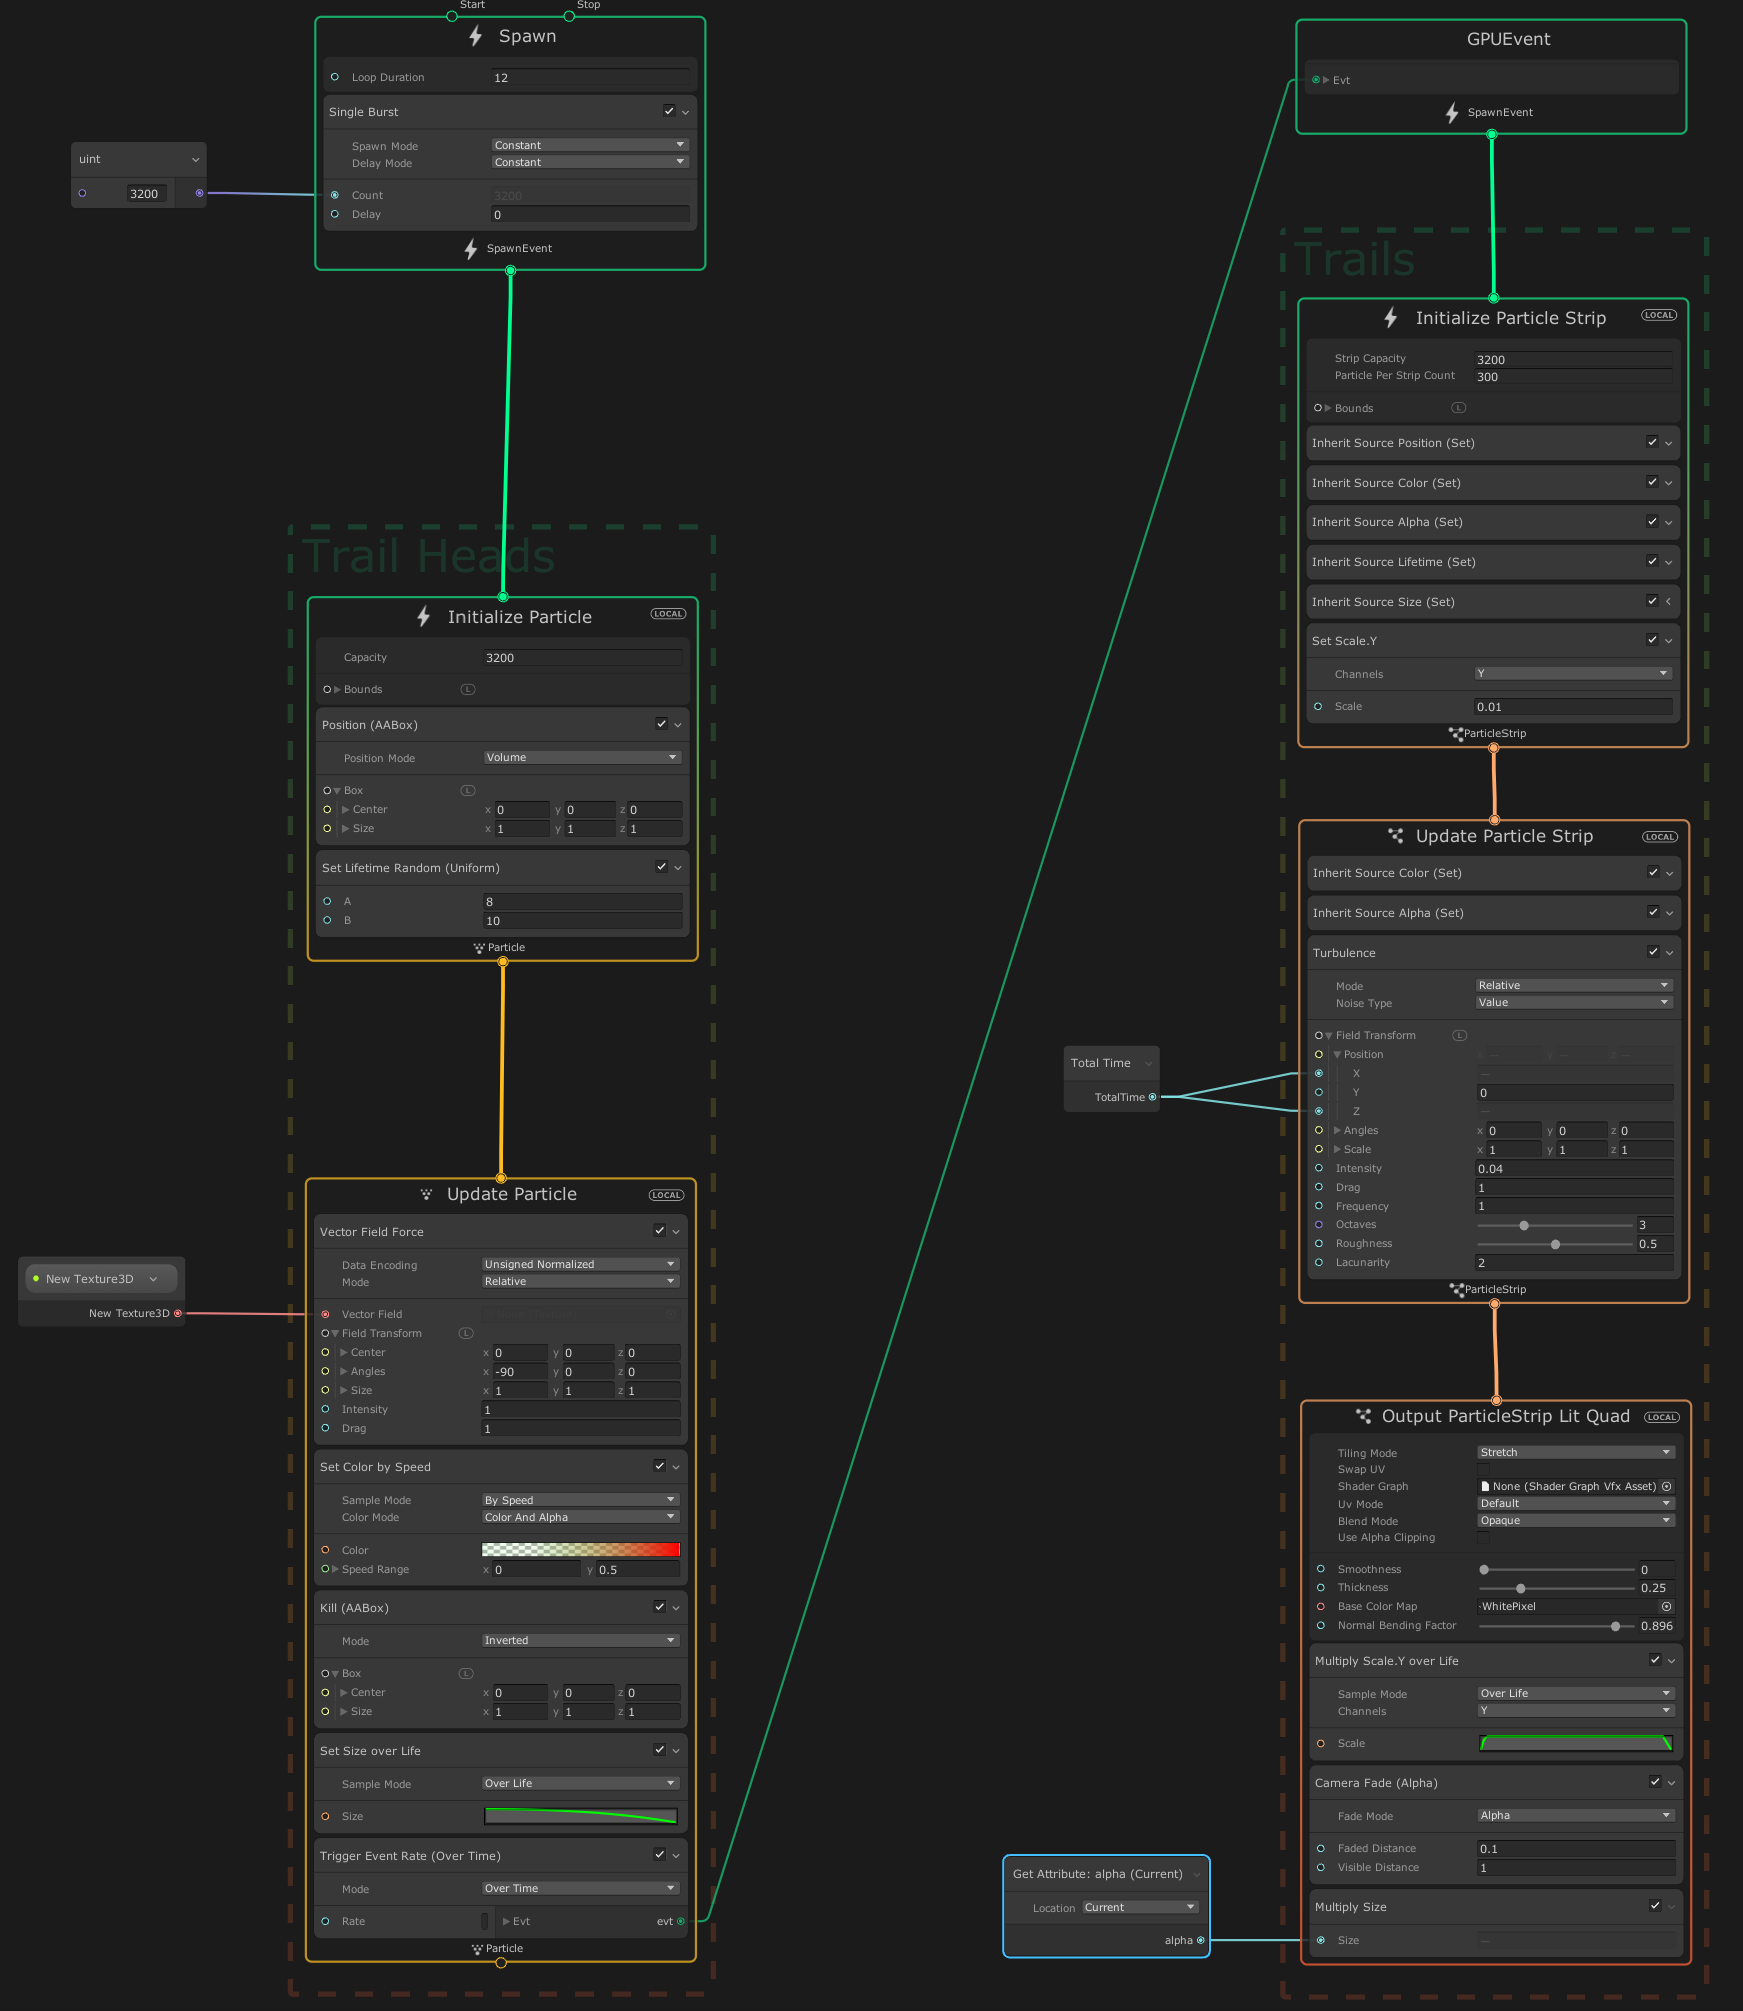 Start Stop
Spawn
Loop Duration 12
Single Burst
Spawn Mode Constant
Delay Mode Constant
Count 3200
Delay 0
SpawnEvent
uint
3200
Trail Heads
Initialize Particle LOCAL
Capacity 3200
Bounds L
Position (AABox)
Position Mode Volume
Box L
Center x 0 y 0 z 0
Size x 1 y 1 z 1
Set Lifetime Random (Uniform)
A 8
B 10
Particle
Update Particle LOCAL
Vector Field Force
Data Encoding Unsigned Normalized
Mode Relative
Vector Field
Field Transform L
Center x 0 y 0 z 0
Angles x -90 y 0 z 0
Size x 1 y 1 z 1
Intensity 1
Drag 1
New Texture3D
New Texture3D
Set Color by Speed
Sample Mode By Speed
Color Mode Color And Alpha
Color
Speed Range x 0 y 0.5
Kill (AABox)
Mode Inverted
Box L
Center x 0 y 0 z 0
Size x 1 y 1 z 1
Set Size over Life
Sample Mode Over Life
Size
Trigger Event Rate (Over Time)
Mode Over Time
Rate Evt evt
Particle
GPUEvent
Evt
SpawnEvent
Trails
Initialize Particle Strip LOCAL
Strip Capacity 3200
Particle Per Strip Count 300
Bounds L
Inherit Source Position (Set)
Inherit Source Color (Set)
Inherit Source Alpha (Set)
Inherit Source Lifetime (Set)
Inherit Source Size (Set)
Set Scale.Y
Channels Y
Scale 0.01
ParticleStrip
Update Particle Strip LOCAL
Inherit Source Color (Set)
Inherit Source Alpha (Set)
Turbulence
Mode Relative
Noise Type Value
Field Transform L
Position x — y — z —
X —
Y 0
Z —
Angles x 0 y 0 z 0
Scale x 1 y 1 z 1
Intensity 0.04
Drag 1
Frequency 1
Octaves 3
Roughness 0.5
Lacunarity 2
ParticleStrip
Total Time
TotalTime
Output ParticleStrip Lit Quad LOCAL
Tiling Mode Stretch
Swap UV
Shader Graph None (Shader Graph Vfx Asset)
Uv Mode Default
Blend Mode Opaque
Use Alpha Clipping
Smoothness 0
Thickness 0.25
Base Color Map WhitePixel
Normal Bending Factor 0.896
Multiply Scale.Y over Life
Sample Mode Over Life
Channels Y
Scale
Camera Fade (Alpha)
Fade Mode Alpha
Faded Distance 0.1
Visible Distance 1
Multiply Size
Size —
Get Attribute: alpha (Current)
Location Current
alpha